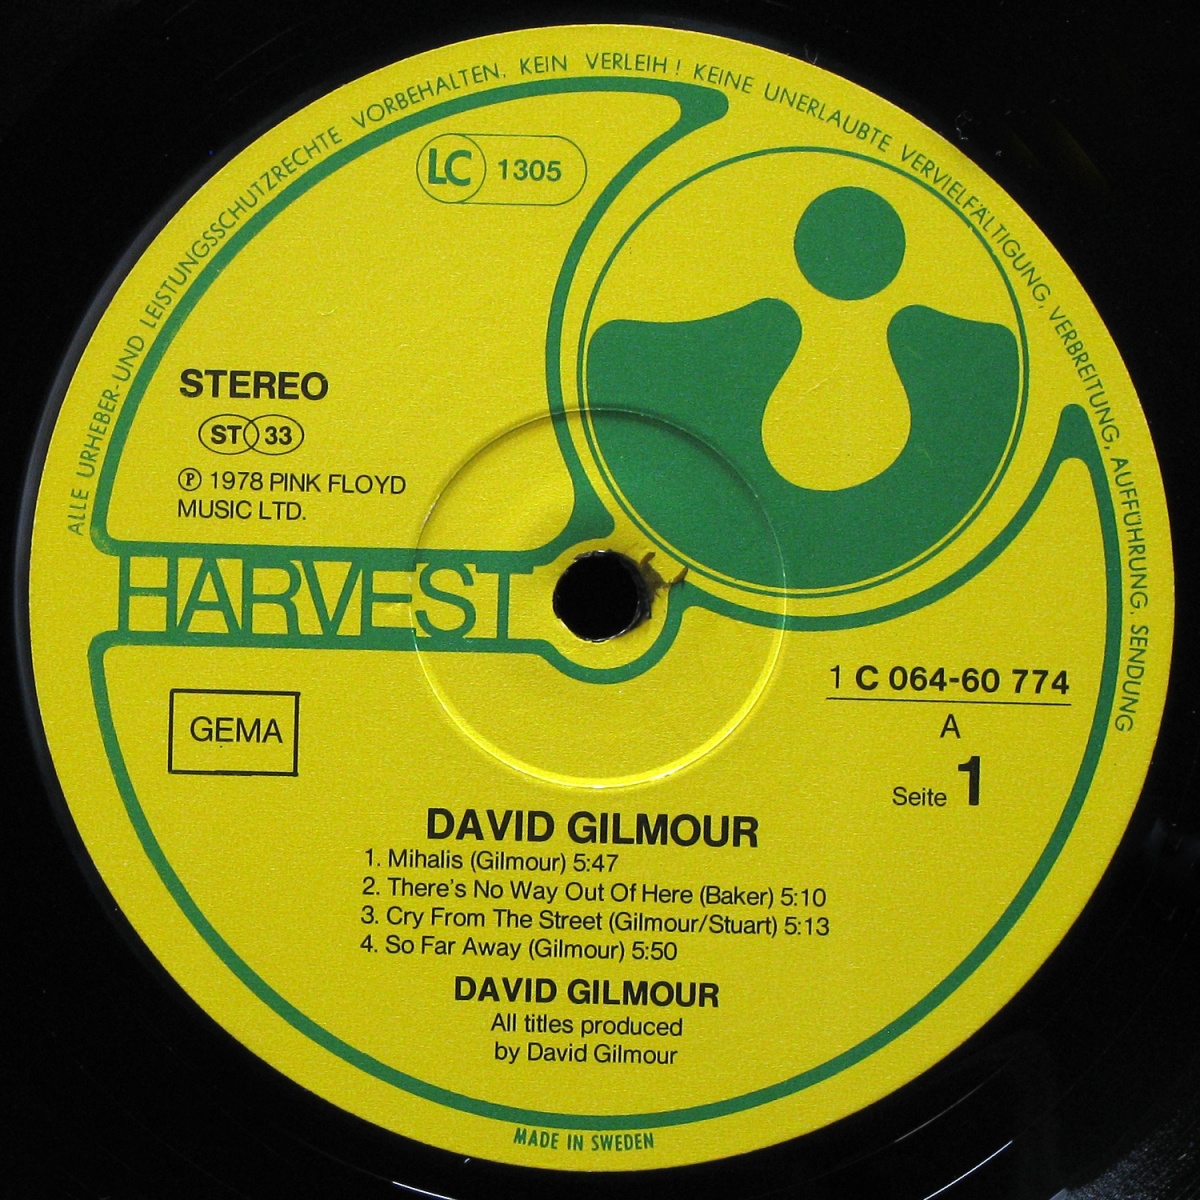 ALLE URHEBER- UND LEISTUNGSSCHUTZRECHTE VORBEHALTEN. KEIN VERLEIH! KEINE UNERLAUBTE VERVIELFÄLTIGUNG, VERBREITUNG, AUFFÜHRUNG, SENDUNG
LC 1305
STEREO
ST 33
Ⓟ 1978 PINK FLOYD
MUSIC LTD.
HARVEST
GEMA
1 C 064-60 774
A
Seite 1
DAVID GILMOUR
1. Mihalis (Gilmour) 5:47
2. There's No Way Out Of Here (Baker) 5:10
3. Cry From The Street (Gilmour/Stuart) 5:13
4. So Far Away (Gilmour) 5:50
DAVID GILMOUR
All titles produced
by David Gilmour
MADE IN SWEDEN